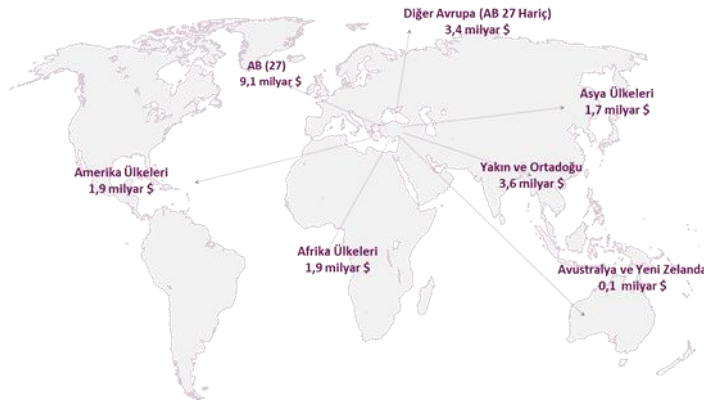 Diğer Avrupa (AB 27 Hariç)
3,4 milyar $
AB (27)
9,1 milyar $
Asya Ülkeleri
1,7 milyar $
Amerika Ülkeleri
1,9 milyar $
Yakın ve Ortadoğu
3,6 milyar $
Afrika Ülkeleri
1,9 milyar $
Avustralya ve Yeni Zelanda
0,1 milyar $